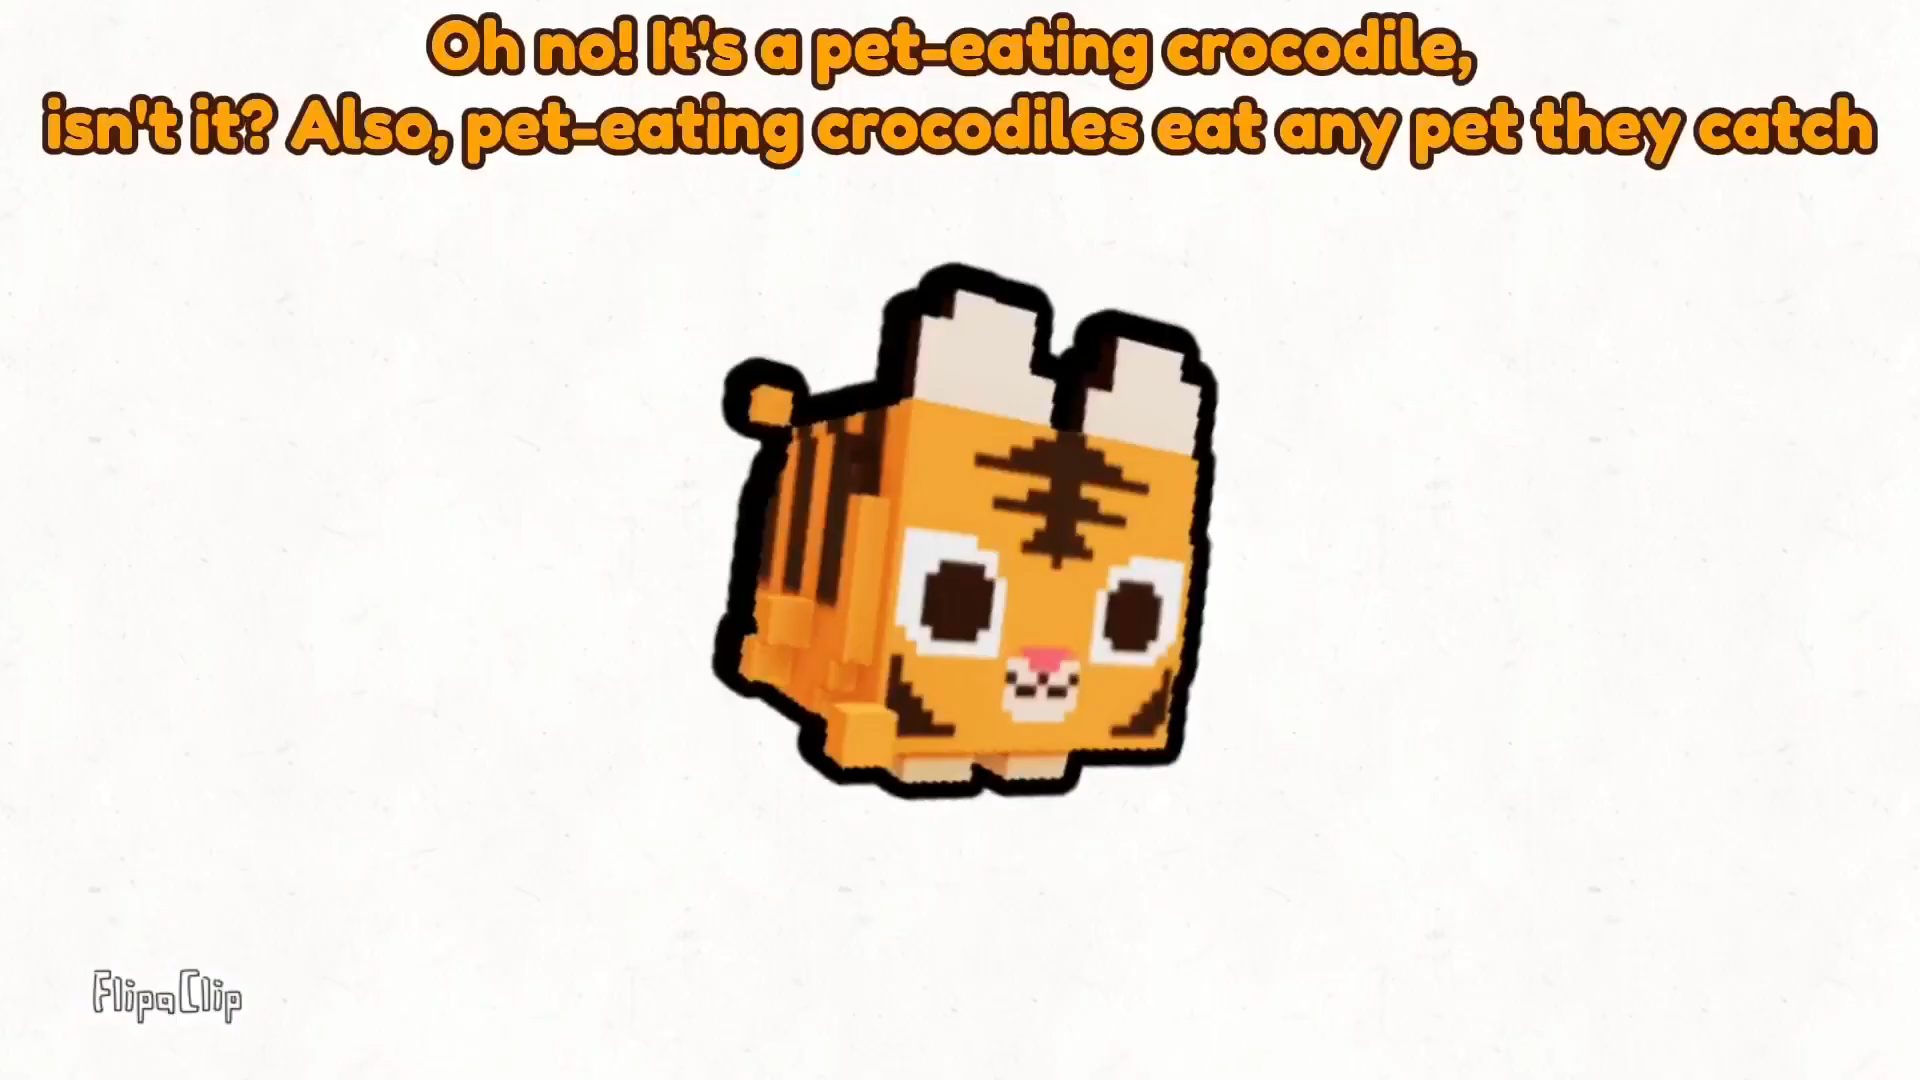 Oh no! It's a pet-eating crocodile,
isn't it? Also, pet-eating crocodiles eat any pet they catch
FlipaClip